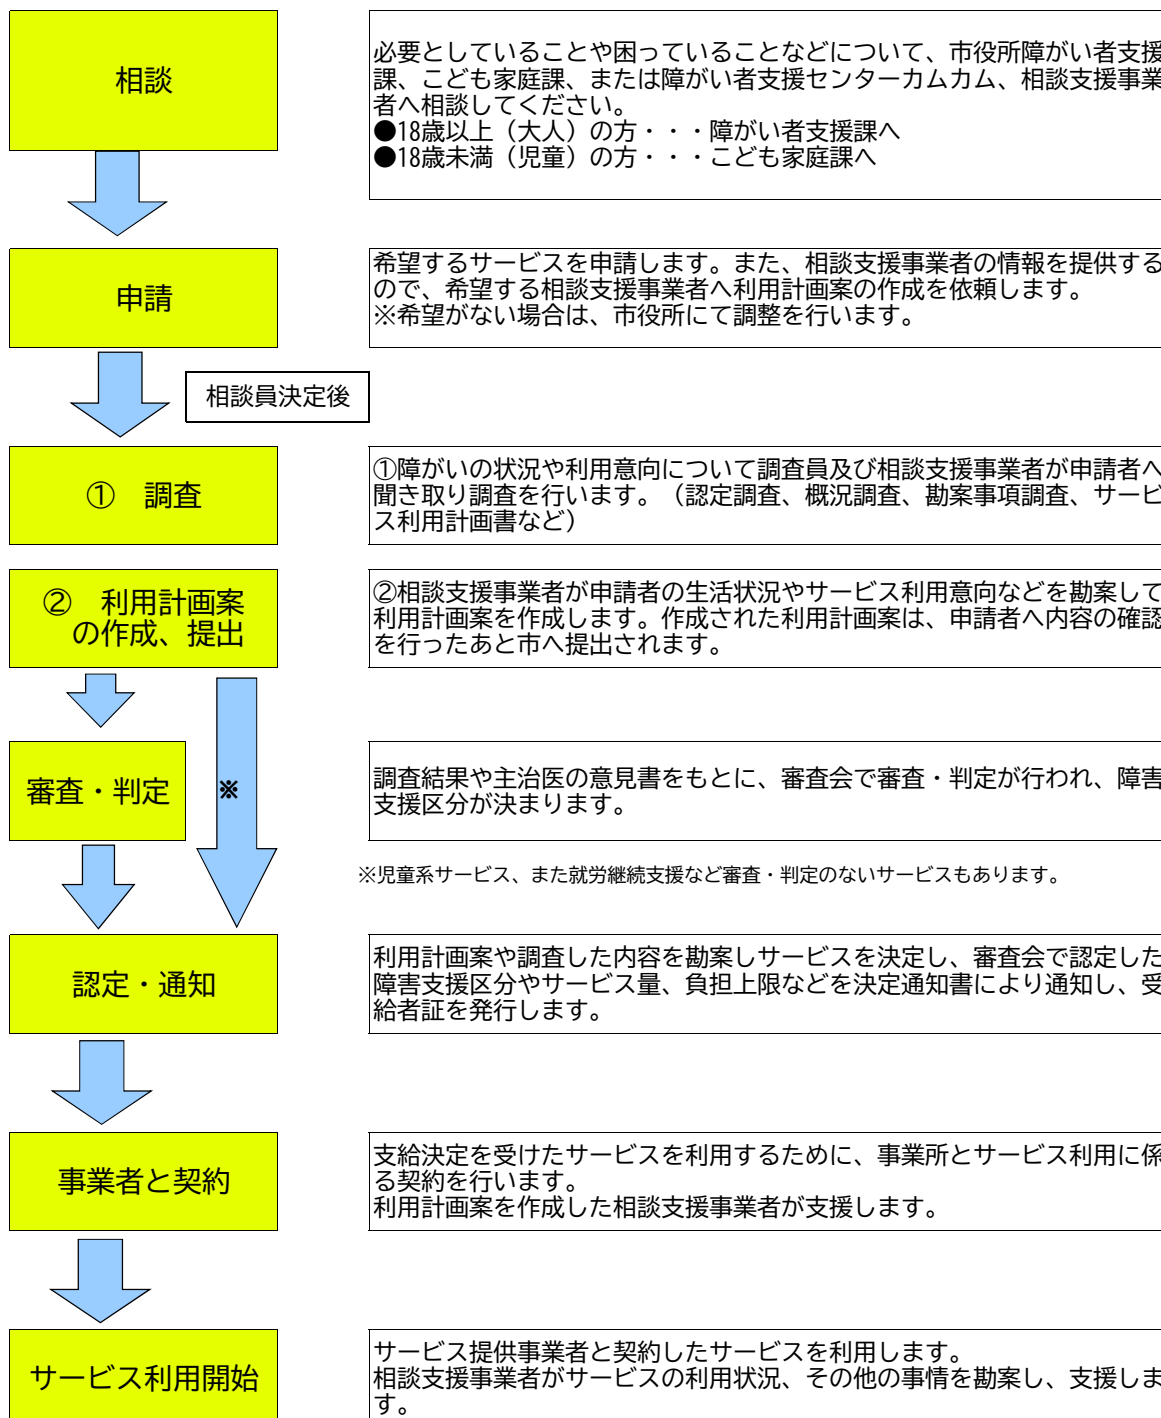 相談
必要としていることや困っていることなどについて、市役所障がい者支援
課、こども家庭課、または障がい者支援センターカムカム、相談支援事業
者へ相談してください。
●18歳以上（大人）の方・・・障がい者支援課へ
●18歳未満（児童）の方・・・こども家庭課へ
申請
希望するサービスを申請します。また、相談支援事業者の情報を提供する
ので、希望する相談支援事業者へ利用計画案の作成を依頼します。
※希望がない場合は、市役所にて調整を行います。
相談員決定後
①　調査
①障がいの状況や利用意向について調査員及び相談支援事業者が申請者へ
聞き取り調査を行います。（認定調査、概況調査、勘案事項調査、サービ
ス利用計画書など）
②　利用計画案
の作成、提出
②相談支援事業者が申請者の生活状況やサービス利用意向などを勘案して
利用計画案を作成します。作成された利用計画案は、申請者へ内容の確認
を行ったあと市へ提出されます。
審査・判定
※
調査結果や主治医の意見書をもとに、審査会で審査・判定が行われ、障害
支援区分が決まります。
※児童系サービス、また就労継続支援など審査・判定のないサービスもあります。
認定・通知
利用計画案や調査した内容を勘案しサービスを決定し、審査会で認定した
障害支援区分やサービス量、負担上限などを決定通知書により通知し、受
給者証を発行します。
事業者と契約
支給決定を受けたサービスを利用するために、事業所とサービス利用に係
る契約を行います。
利用計画案を作成した相談支援事業者が支援します。
サービス利用開始
サービス提供事業者と契約したサービスを利用します。
相談支援事業者がサービスの利用状況、その他の事情を勘案し、支援しま
す。